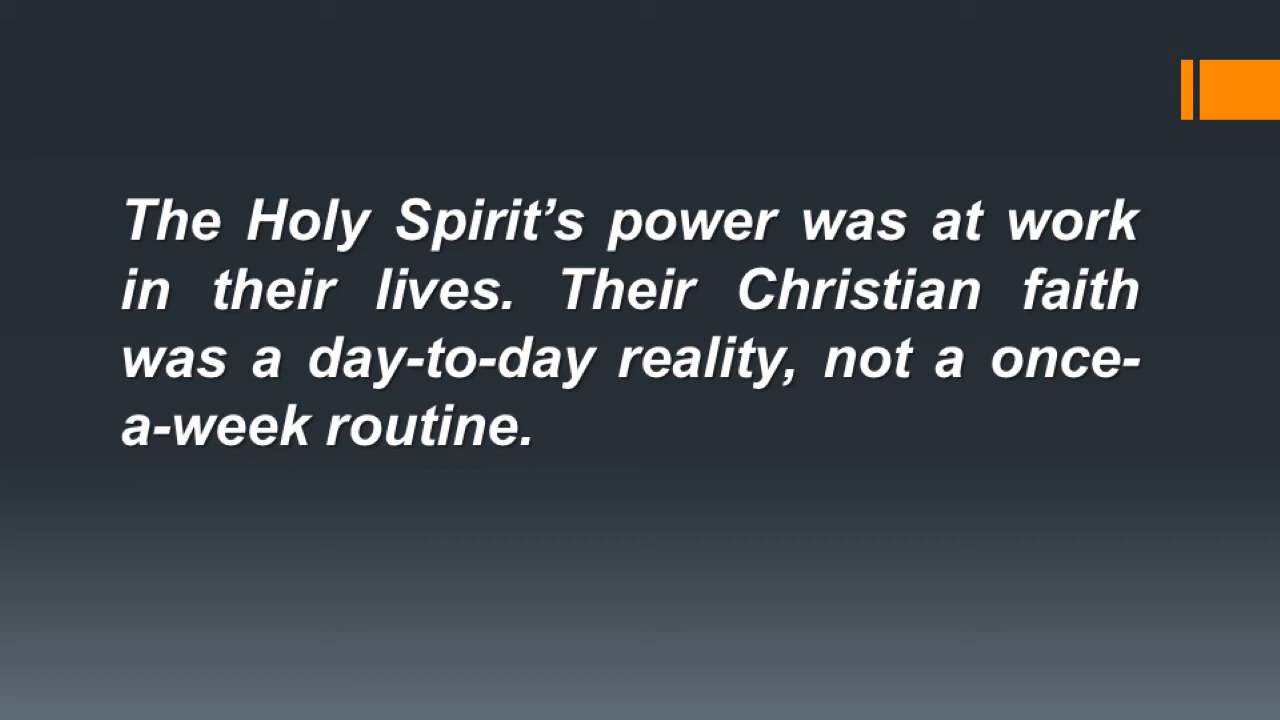 The Holy Spirit’s power was at work
in their lives. Their Christian faith
was a day-to-day reality, not a once-
a-week routine.